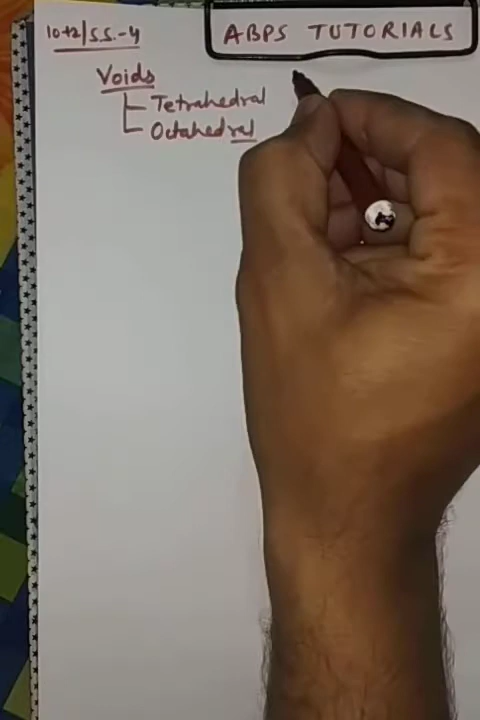 10+2/S.S.-4
ABPS TUTORIALS
Voids
Tetrahedral
Octahedral